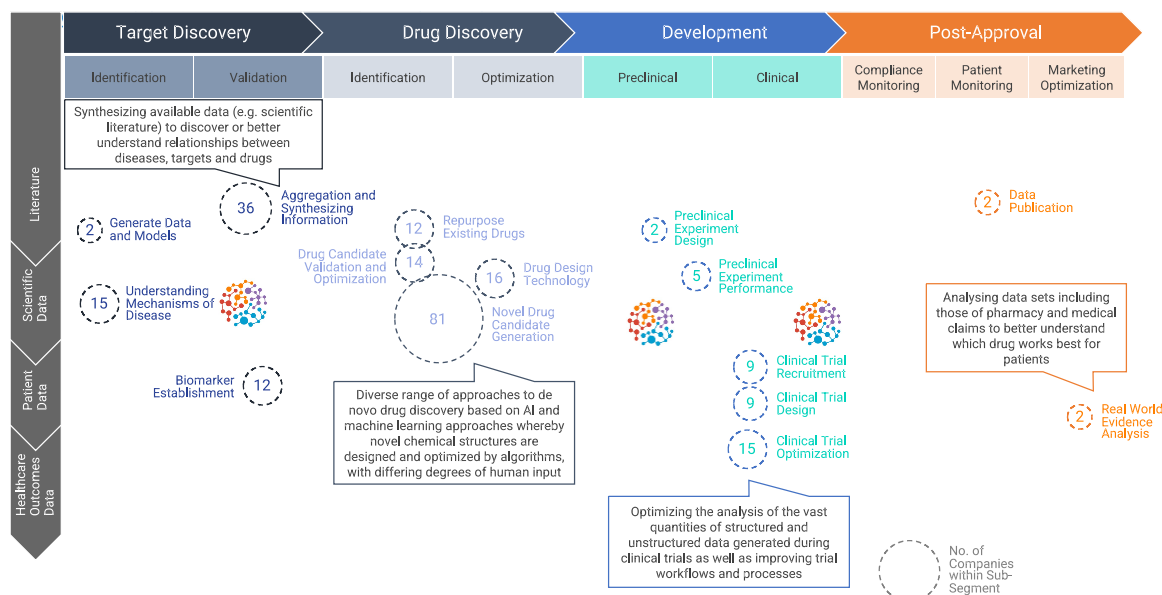 Target Discovery
Drug Discovery
Development
Post-Approval
Identification
Validation
Identification
Optimization
Preclinical
Clinical
Compliance
Monitoring
Patient
Monitoring
Marketing
Optimization
Literature
Scientific
Data
Patient
Data
Healthcare
Outcomes
Data
Synthesizing available data (e.g. scientific
literature) to discover or better
understand relationships between
diseases, targets and drugs
36
Aggregation and
Synthesizing
Information
2
Generate Data
and Models
15
Understanding
Mechanisms of
Disease
Biomarker
Establishment
12
12
Repurpose
Existing Drugs
Drug Candidate
Validation and
Optimization
14
16
Drug Design
Technology
81
Novel Drug
Candidate
Generation
Diverse range of approaches to de
novo drug discovery based on AI and
machine learning approaches whereby
novel chemical structures are
designed and optimized by algorithms,
with differing degrees of human input
2
Preclinical
Experiment
Design
5
Preclinical
Experiment
Performance
9
Clinical Trial
Recruitment
9
Clinical Trial
Design
15
Clinical Trial
Optimization
Optimizing the analysis of the vast
quantities of structured and
unstructured data generated during
clinical trials as well as improving trial
workflows and processes
2
Data
Publication
Analysing data sets including
those of pharmacy and medical
claims to better understand
which drug works best for
patients
2
Real World
Evidence
Analysis
No. of
Companies
within Sub-
Segment